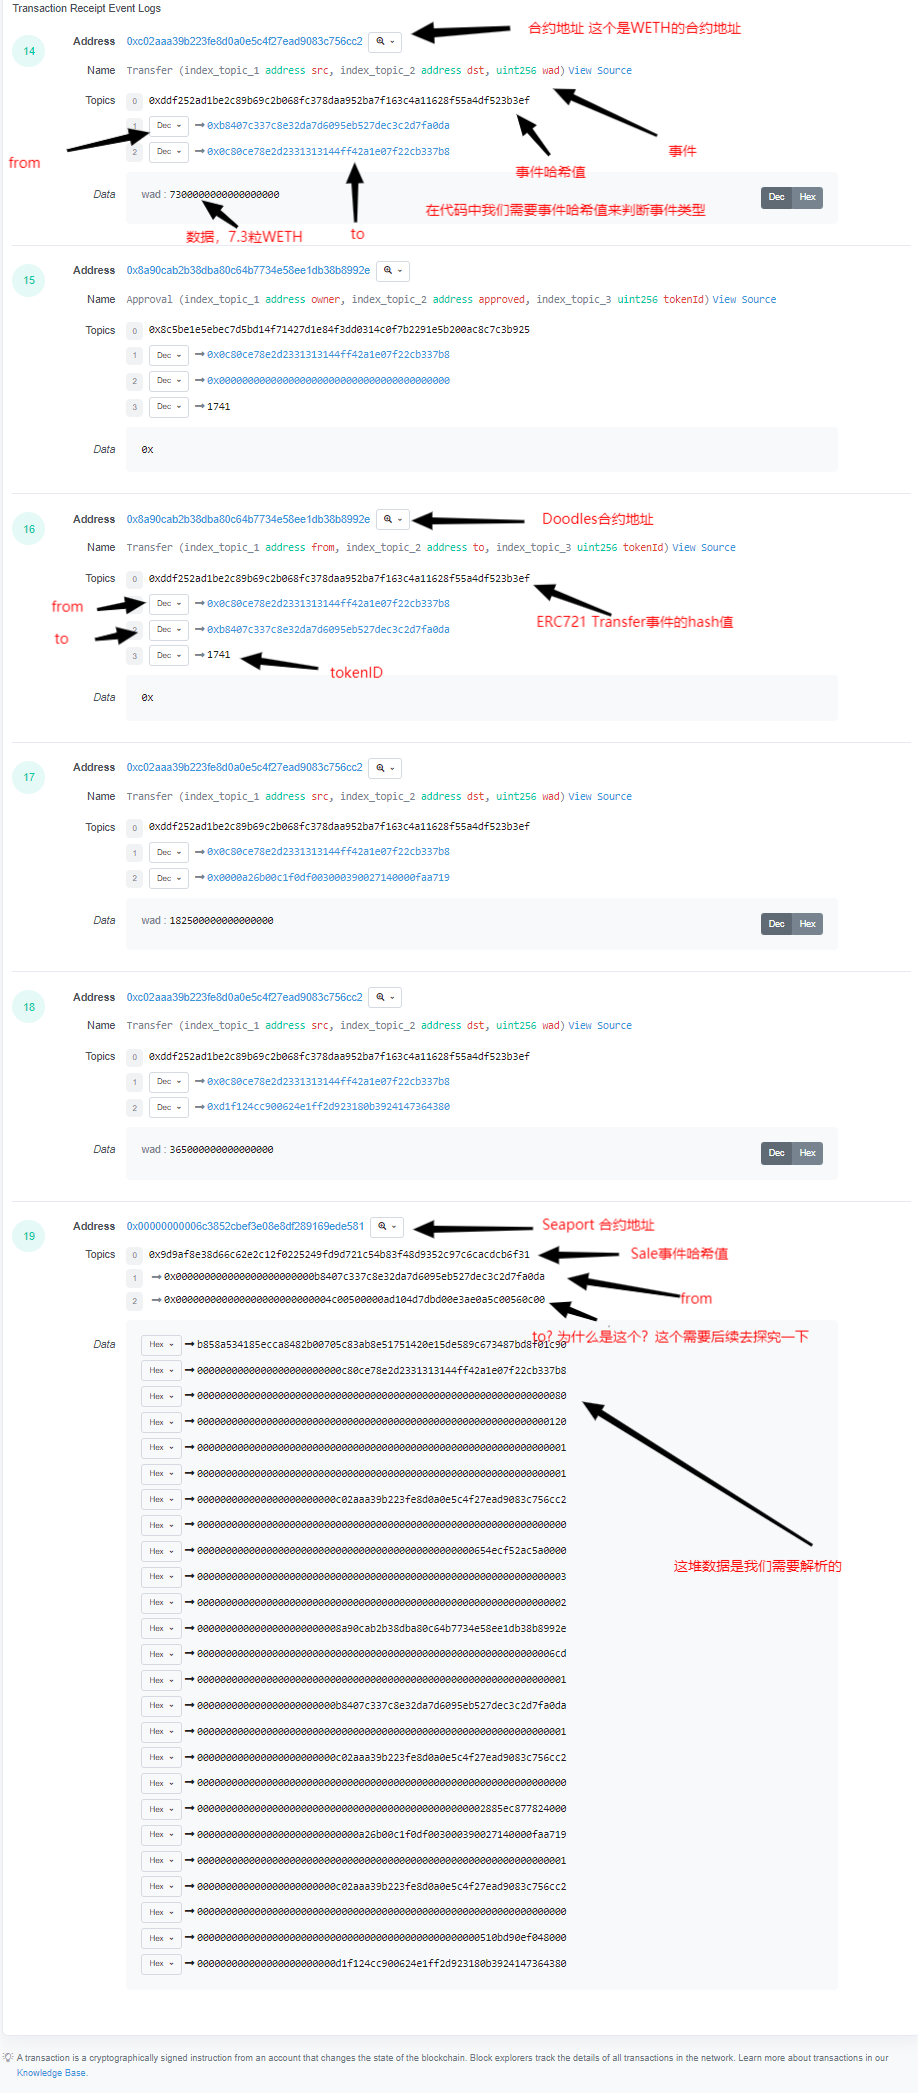 Transaction Receipt Event Logs
14
Address 0xc02aaa39b223fe8d0a0e5c4f27ead9083c756cc2
合约地址 这个是WETH的合约地址
Name Transfer (index_topic_1 address src, index_topic_2 address dst, uint256 wad) View Source
Topics 0 0xddf252ad1be2c89b69c2b068fc378daa952ba7f163c4a11628f55a4df523b3ef
1 Dec 0xb8407c337c8e32da7d6095eb527dec3c2d7fa0da
2 Dec 0x0c80ce78e2d2331313144ff42a1e07f22cb337b8
from
事件
事件哈希值
Data wad : 7300000000000000000
Dec Hex
在代码中我们需要事件哈希值来判断事件类型
数据，7.3粒WETH
to
15
Address 0x8a90cab2b38dba80c64b7734e58ee1db38b8992e
Name Approval (index_topic_1 address owner, index_topic_2 address approved, index_topic_3 uint256 tokenId) View Source
Topics 0 0x8c5be1e5ebec7d5bd14f71427d1e84f3dd0314c0f7b2291e5b200ac8c7c3b925
1 Dec 0x0c80ce78e2d2331313144ff42a1e07f22cb337b8
2 Dec 0x0000000000000000000000000000000000000000
3 Dec 1741
Data 0x
16
Address 0x8a90cab2b38dba80c64b7734e58ee1db38b8992e
Doodles合约地址
Name Transfer (index_topic_1 address from, index_topic_2 address to, index_topic_3 uint256 tokenId) View Source
Topics 0 0xddf252ad1be2c89b69c2b068fc378daa952ba7f163c4a11628f55a4df523b3ef
from
1 Dec 0x0c80ce78e2d2331313144ff42a1e07f22cb337b8
ERC721 Transfer事件的hash值
to
2 Dec 0xb8407c337c8e32da7d6095eb527dec3c2d7fa0da
3 Dec 1741
tokenID
Data 0x
17
Address 0xc02aaa39b223fe8d0a0e5c4f27ead9083c756cc2
Name Transfer (index_topic_1 address src, index_topic_2 address dst, uint256 wad) View Source
Topics 0 0xddf252ad1be2c89b69c2b068fc378daa952ba7f163c4a11628f55a4df523b3ef
1 Dec 0x0c80ce78e2d2331313144ff42a1e07f22cb337b8
2 Dec 0x0000a26b00c1f0df003000390027140000faa719
Data wad : 182500000000000000
Dec Hex
18
Address 0xc02aaa39b223fe8d0a0e5c4f27ead9083c756cc2
Name Transfer (index_topic_1 address src, index_topic_2 address dst, uint256 wad) View Source
Topics 0 0xddf252ad1be2c89b69c2b068fc378daa952ba7f163c4a11628f55a4df523b3ef
1 Dec 0x0c80ce78e2d2331313144ff42a1e07f22cb337b8
2 Dec 0xd1f124cc900624e1ff2d923180b3924147364380
Data wad : 365000000000000000
Dec Hex
19
Address 0x00000000006c3852cbef3e08e8df289169ede581
Seaport 合约地址
Topics 0 0x9d9af8e38d66c62e2c12f0225249fd9d721c54b83f48d9352c97c6cacdcb6f31
Sale事件哈希值
1 0x000000000000000000000000b8407c337c8e32da7d6095eb527dec3c2d7fa0da
from
2 0x000000000000000000000000004c00500000ad104d7dbd00e3ae0a5c00560c00
to? 为什么是这个？这个需要后续去探究一下
Data
Hex b858a534185ecca8482b00705c83ab8e51751420e15de589c673487bd8f01c90
Hex 0000000000000000000000000c80ce78e2d2331313144ff42a1e07f22cb337b8
Hex 0000000000000000000000000000000000000000000000000000000000000080
Hex 0000000000000000000000000000000000000000000000000000000000000120
Hex 0000000000000000000000000000000000000000000000000000000000000001
Hex 0000000000000000000000000000000000000000000000000000000000000001
Hex 000000000000000000000000c02aaa39b223fe8d0a0e5c4f27ead9083c756cc2
Hex 0000000000000000000000000000000000000000000000000000000000000000
Hex 000000000000000000000000000000000000000000000000654ecf52ac5a0000
这堆数据是我们需要解析的
Hex 0000000000000000000000000000000000000000000000000000000000000003
Hex 0000000000000000000000000000000000000000000000000000000000000002
Hex 0000000000000000000000008a90cab2b38dba80c64b7734e58ee1db38b8992e
Hex 00000000000000000000000000000000000000000000000000000000000006cd
Hex 0000000000000000000000000000000000000000000000000000000000000001
Hex 000000000000000000000000b8407c337c8e32da7d6095eb527dec3c2d7fa0da
Hex 0000000000000000000000000000000000000000000000000000000000000001
Hex 000000000000000000000000c02aaa39b223fe8d0a0e5c4f27ead9083c756cc2
Hex 0000000000000000000000000000000000000000000000000000000000000000
Hex 0000000000000000000000000000000000000000000000000002885ec877824000
Hex 0000000000000000000000000000a26b00c1f0df003000390027140000faa719
Hex 0000000000000000000000000000000000000000000000000000000000000001
Hex 000000000000000000000000c02aaa39b223fe8d0a0e5c4f27ead9083c756cc2
Hex 0000000000000000000000000000000000000000000000000000000000000000
Hex 0000000000000000000000000000000000000000000000000510bd90ef048000
Hex 000000000000000000000000d1f124cc900624e1ff2d923180b3924147364380
A transaction is a cryptographically signed instruction from an account that changes the state of the blockchain. Block explorers track the details of all transactions in the network. Learn more about transactions in our
Knowledge Base.